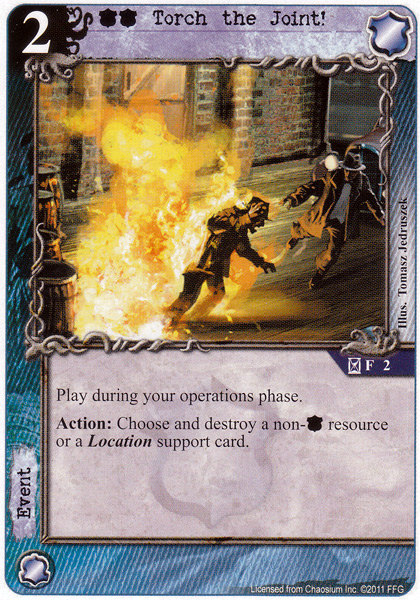 2
Torch the Joint!
Illus. Tomasz Jedruszek
F 2
Play during your operations phase.
Action: Choose and destroy a non- resource
or a Location support card.
Event
Licensed from Chaosium Inc. ©2011 FFG